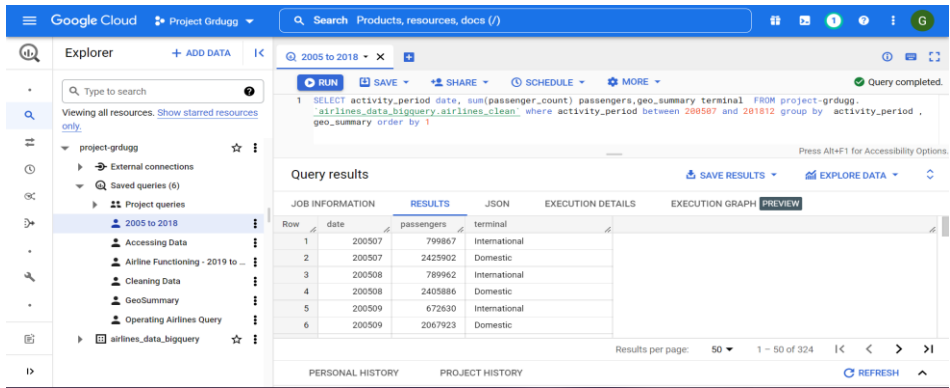 Google Cloud
Project Grdugg
Search Products, resources, docs (/)
1
G
Explorer
+ ADD DATA
Type to search
Viewing all resources. Show starred resources
only.
project-grdugg
External connections
Saved queries (6)
Project queries
2005 to 2018
Accessing Data
Airline Functioning - 2019 to ...
Cleaning Data
GeoSummary
Operating Airlines Query
airlines_data_bigquery
2005 to 2018
RUN SAVE SHARE SCHEDULE MORE
Query completed.
1 SELECT activity_period date, sum(passenger_count) passengers,geo_summary terminal FROM project-grdugg.
`airlines_data_bigquery.airlines_clean` where activity_period between 200507 and 201812 group by activity_period ,
geo_summary order by 1
Press Alt+F1 for Accessibility Options.
Query results
SAVE RESULTS
EXPLORE DATA
JOB INFORMATION RESULTS JSON EXECUTION DETAILS EXECUTION GRAPH PREVIEW
Row date passengers terminal
1 200507 799867 International
2 200507 2425902 Domestic
3 200508 789962 International
4 200508 2405886 Domestic
5 200509 672630 International
6 200509 2067923 Domestic
Results per page: 50 1 – 50 of 324
PERSONAL HISTORY PROJECT HISTORY
REFRESH